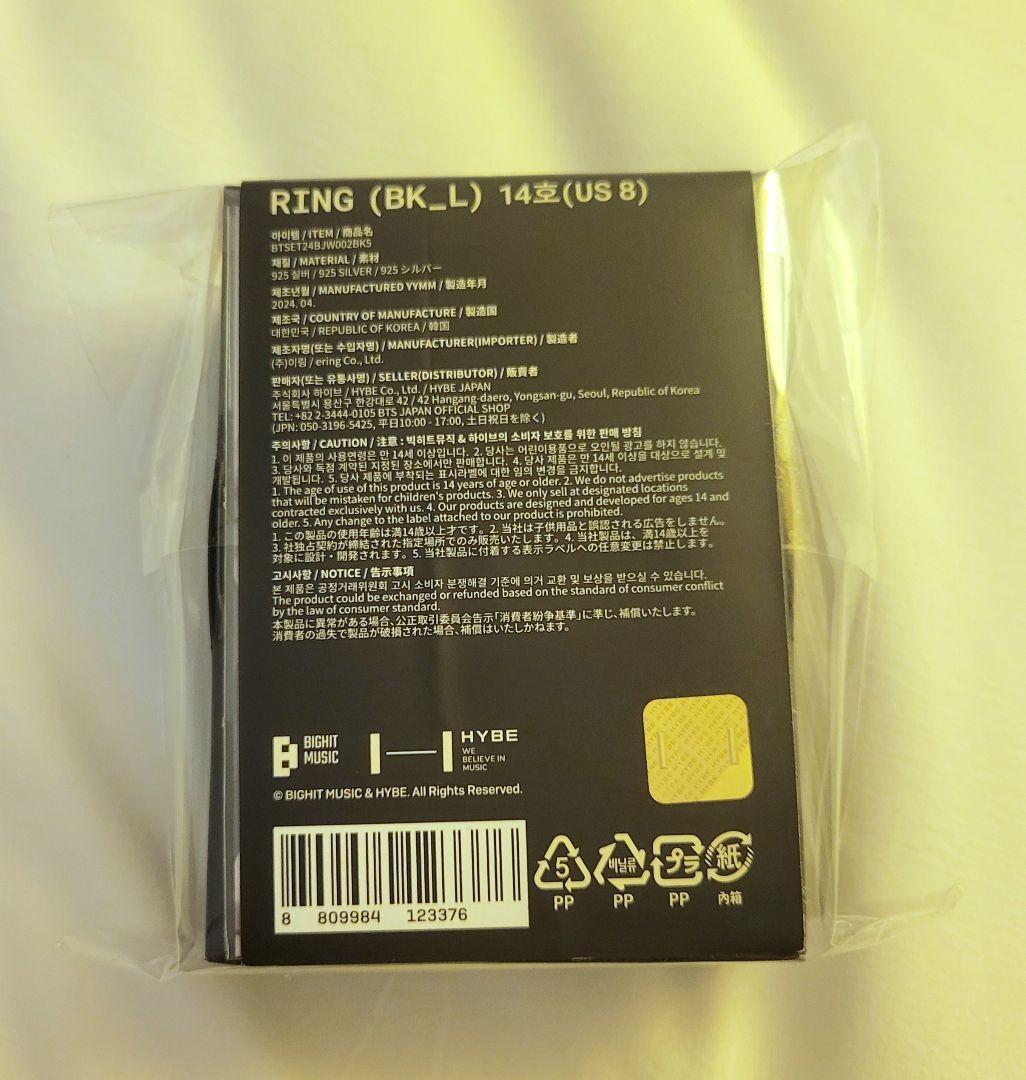 RING (BK_L) 14호(US 8)
아이템 / ITEM / 商品名
BTSET24BJW002BK5
재질 / MATERIAL / 素材
925 실버 / 925 SILVER / 925 シルバー
제조년월 / MANUFACTURED YYMM / 製造年月
2024. 04.
제조국 / COUNTRY OF MANUFACTURE / 製造国
대한민국 / REPUBLIC OF KOREA / 韓国
제조자명(또는 수입자명) / MANUFACTURER(IMPORTER) / 製造者
(주)이링 / ering Co., Ltd.
판매자(또는 유통사명) / SELLER(DISTRIBUTOR) / 販賣者
주식회사 하이브 / HYBE Co., Ltd. / HYBE JAPAN
서울특별시 용산구 한강대로 42 / 42 Hangang-daero, Yongsan-gu, Seoul, Republic of Korea
TEL: +82 2-3444-0105 BTS JAPAN OFFICIAL SHOP
(JPN: 050-3196-5425, 平日10:00 - 17:00, 土日祝日を除く)
주의사항 / CAUTION / 注意 : 빅히트뮤직 & 하이브의 소비자 보호를 위한 판매 방침
1. 이 제품의 사용연령은 만 14세 이상입니다. 2. 당사는 어린이용품으로 오인될 광고를 하지 않습니다.
3. 당사와 독점 계약된 지정된 장소에서만 판매합니다. 4. 당사 제품은 만 14세 이상을 대상으로 설계 및
개발됩니다. 5. 당사 제품에 부착되는 표시라벨에 대한 임의 변경을 금지합니다.
1. The age of use of this product is 14 years of age or older. 2. We do not advertise products
that will be mistaken for children's products. 3. We only sell at designated locations
contracted exclusively with us. 4. Our products are designed and developed for ages 14 and
older. 5. Any change to the label attached to our product is prohibited.
1. この製品の使用年齢は満14歳以上才です。2. 当社は子供用品と誤認される広告をしません。
3. 社独占契約が締結された指定場所でのみ販売いたします。4. 当社製品は、満14歳以上を
対象に設計・開発されます。5. 当社製品に付着する表示ラベルへの任意変更は禁止します。
고시사항 / NOTICE / 告示事項
본 제품은 공정거래위원회 고시 소비자 분쟁해결 기준에 의거 교환 및 보상을 받으실 수 있습니다.
The product could be exchanged or refunded based on the standard of consumer conflict
by the law of consumer standard.
本製品に異常がある場合、公正取引委員会告示「消費者紛争基準」に準じ、補償いたします。
消費者の過失で製品が破損された場合、補償はいたしかねます。
BIGHIT
MUSIC
HYBE
WE
BELIEVE IN
MUSIC
© BIGHIT MUSIC & HYBE. All Rights Reserved.
8 809984 123376
5
PP
비닐류
PP
プラ
PP
紙
內箱